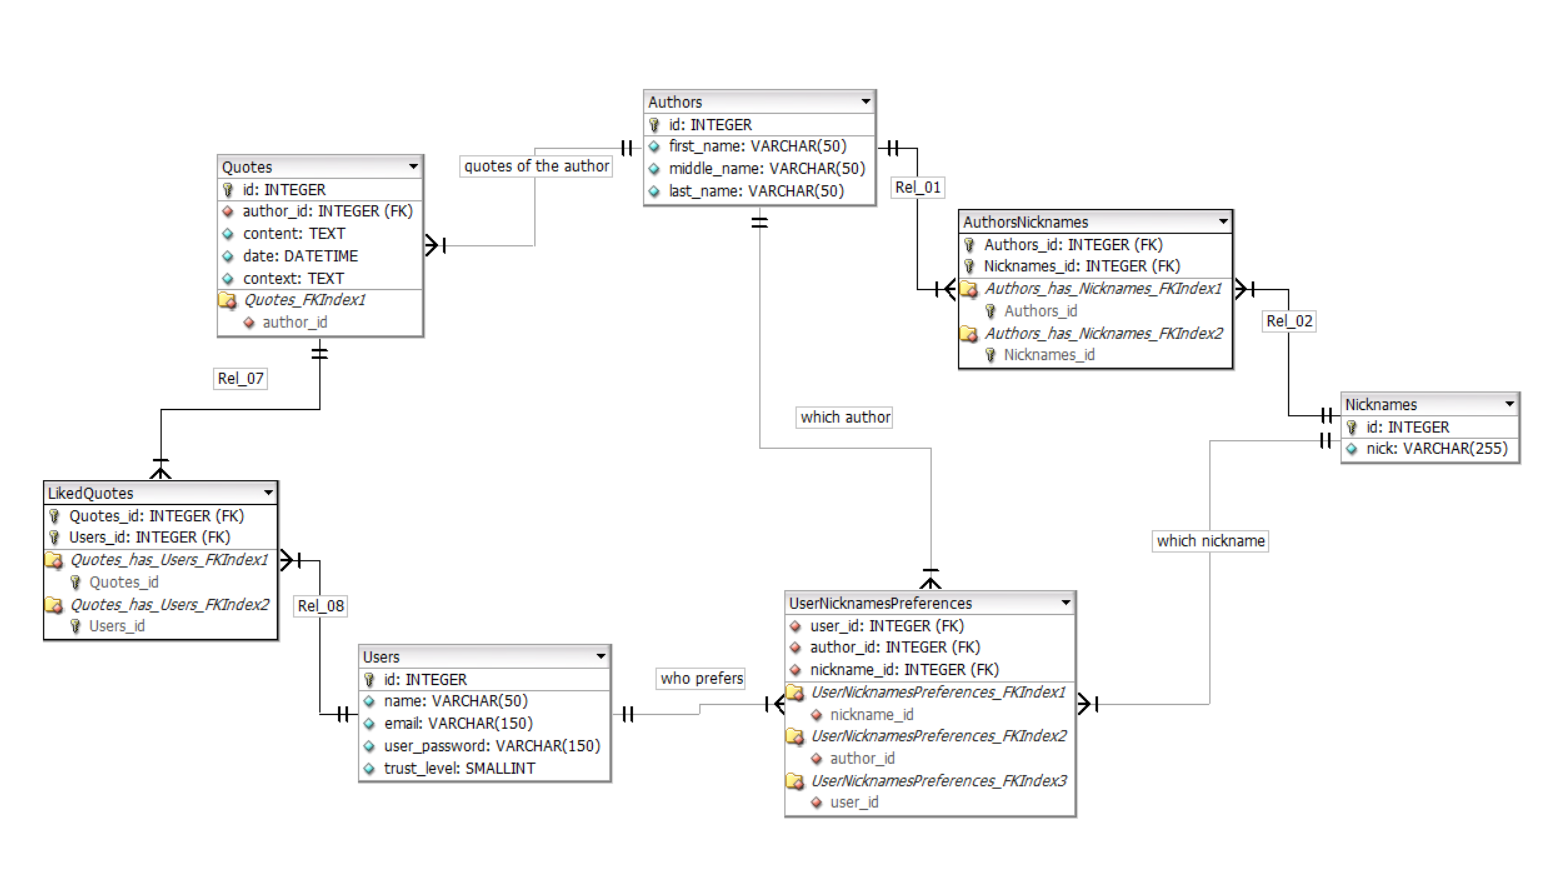 Authors
id: INTEGER
first_name: VARCHAR(50)
middle_name: VARCHAR(50)
last_name: VARCHAR(50)
quotes of the author
Quotes
id: INTEGER
author_id: INTEGER (FK)
content: TEXT
date: DATETIME
context: TEXT
Quotes_FKIndex1
author_id
Rel_01
AuthorsNicknames
Authors_id: INTEGER (FK)
Nicknames_id: INTEGER (FK)
Authors_has_Nicknames_FKIndex1
Authors_id
Authors_has_Nicknames_FKIndex2
Nicknames_id
Rel_02
Rel_07
which author
Nicknames
id: INTEGER
nick: VARCHAR(255)
LikedQuotes
Quotes_id: INTEGER (FK)
Users_id: INTEGER (FK)
Quotes_has_Users_FKIndex1
Quotes_id
Quotes_has_Users_FKIndex2
Users_id
which nickname
Rel_08
Users
id: INTEGER
name: VARCHAR(50)
email: VARCHAR(150)
user_password: VARCHAR(150)
trust_level: SMALLINT
who prefers
UserNicknamesPreferences
user_id: INTEGER (FK)
author_id: INTEGER (FK)
nickname_id: INTEGER (FK)
UserNicknamesPreferences_FKIndex1
nickname_id
UserNicknamesPreferences_FKIndex2
author_id
UserNicknamesPreferences_FKIndex3
user_id